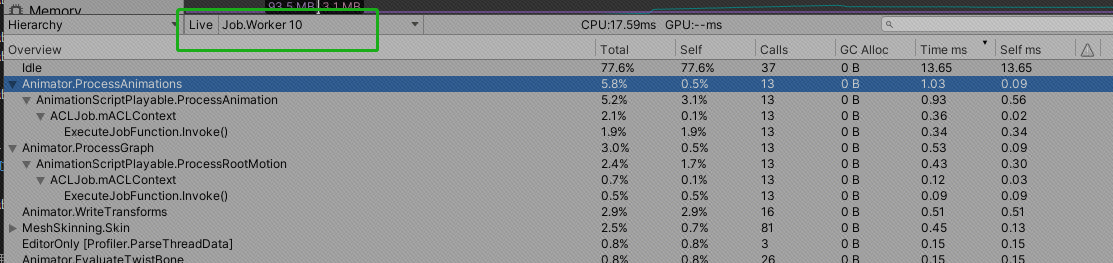 Memory 93.5 MB 3.1 MB
Hierarchy Live Job.Worker 10 CPU:17.59ms GPU:--ms
Overview Total Self Calls GC Alloc Time ms Self ms
Idle 77.6% 77.6% 37 0 B 13.65 13.65
Animator.ProcessAnimations 5.8% 0.5% 13 0 B 1.03 0.09
AnimationScriptPlayable.ProcessAnimation 5.2% 3.1% 13 0 B 0.93 0.56
ACLJob.mACLContext 2.1% 0.1% 13 0 B 0.36 0.02
ExecuteJobFunction.Invoke() 1.9% 1.9% 13 0 B 0.34 0.34
Animator.ProcessGraph 3.0% 0.5% 13 0 B 0.53 0.09
AnimationScriptPlayable.ProcessRootMotion 2.4% 1.7% 13 0 B 0.43 0.30
ACLJob.mACLContext 0.7% 0.1% 13 0 B 0.12 0.03
ExecuteJobFunction.Invoke() 0.5% 0.5% 13 0 B 0.09 0.09
Animator.WriteTransforms 2.9% 2.9% 16 0 B 0.51 0.51
MeshSkinning.Skin 2.5% 0.7% 81 0 B 0.45 0.13
EditorOnly [Profiler.ParseThreadData] 0.8% 0.8% 3 0 B 0.15 0.15
Animator.EvaluateTwistBone 0.8% 0.8% 26 0 B 0.15 0.15